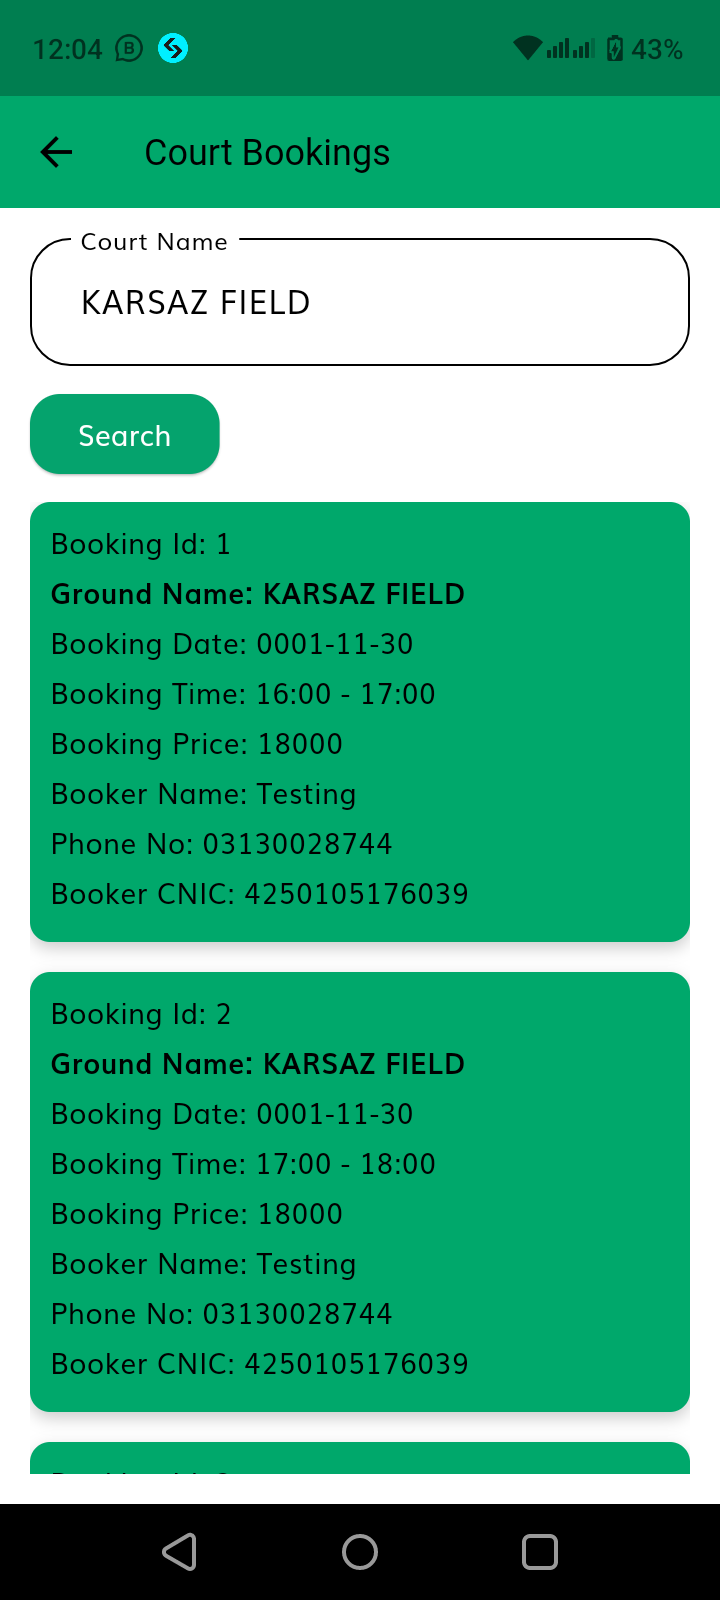 12:04
43%
Court Bookings
Court Name
KARSAZ FIELD
Search
Booking Id: 1
Ground Name: KARSAZ FIELD
Booking Date: 0001-11-30
Booking Time: 16:00 - 17:00
Booking Price: 18000
Booker Name: Testing
Phone No: 03130028744
Booker CNIC: 4250105176039
Booking Id: 2
Ground Name: KARSAZ FIELD
Booking Date: 0001-11-30
Booking Time: 17:00 - 18:00
Booking Price: 18000
Booker Name: Testing
Phone No: 03130028744
Booker CNIC: 4250105176039